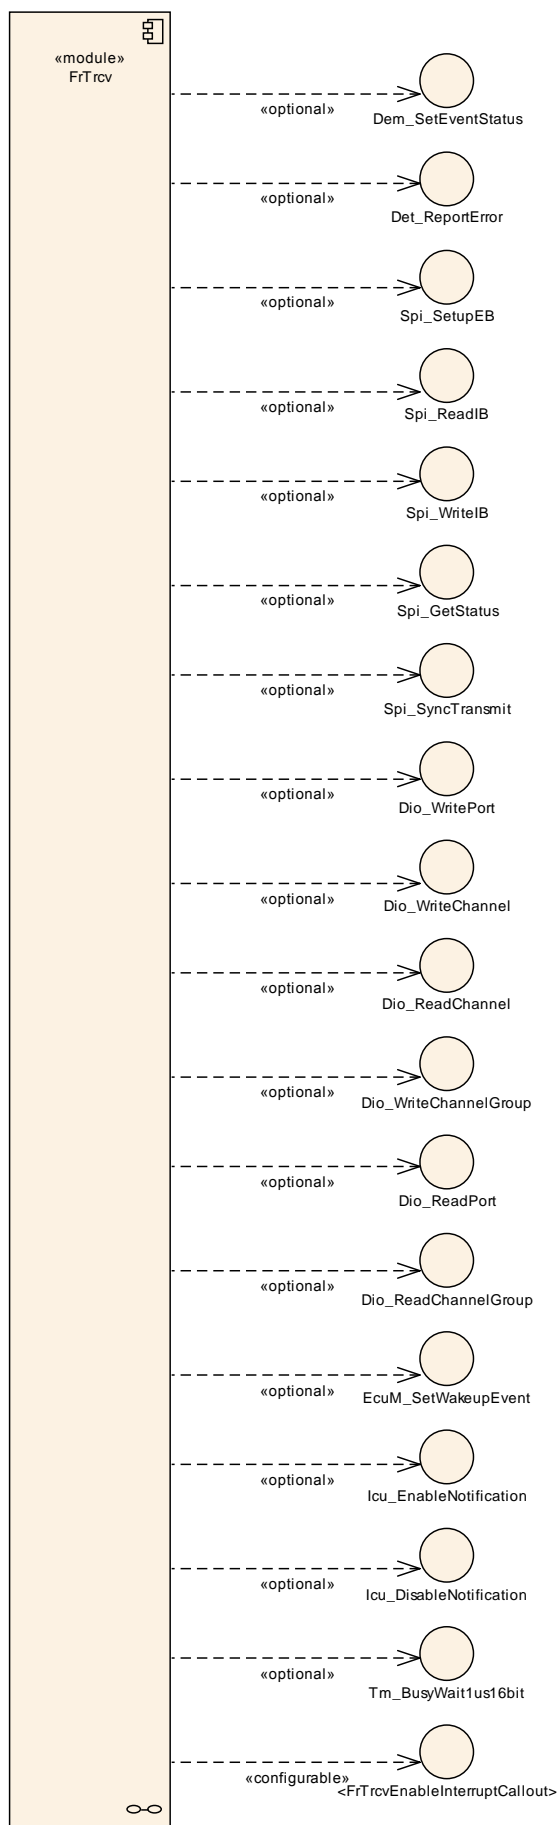 «module»
FrTrcv
«optional»
Dem_SetEventStatus
«optional»
Det_ReportError
«optional»
Spi_SetupEB
«optional»
Spi_ReadIB
«optional»
Spi_WriteIB
«optional»
Spi_GetStatus
«optional»
Spi_SyncTransmit
«optional»
Dio_WritePort
«optional»
Dio_WriteChannel
«optional»
Dio_ReadChannel
«optional»
Dio_WriteChannelGroup
«optional»
Dio_ReadPort
«optional»
Dio_ReadChannelGroup
«optional»
EcuM_SetWakeupEvent
«optional»
Icu_EnableNotification
«optional»
Icu_DisableNotification
«optional»
Tm_BusyWait1us16bit
«configurable»
<FrTrcvEnableInterruptCallout>